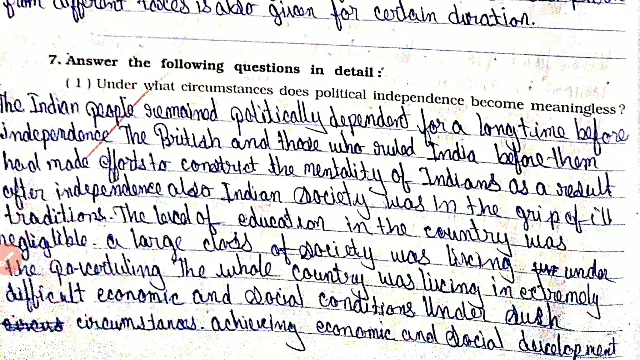 from different taxes is also given for certain duration.
7. Answer the following questions in detail :
( 1 ) Under what circumstances does political independence become meaningless ?
The Indian people remained politically dependent for a long time before
independence The British and those who ruled India before them
had made efforts to construct the mentality of Indians as a result
after independence also Indian society was in the grip of ill
traditions. The level of education in the country was
negligible. a large class of society was living under
the The whole country was living in extremely
difficult economic and social conditions Under such
circumstances. achieving economic and social development